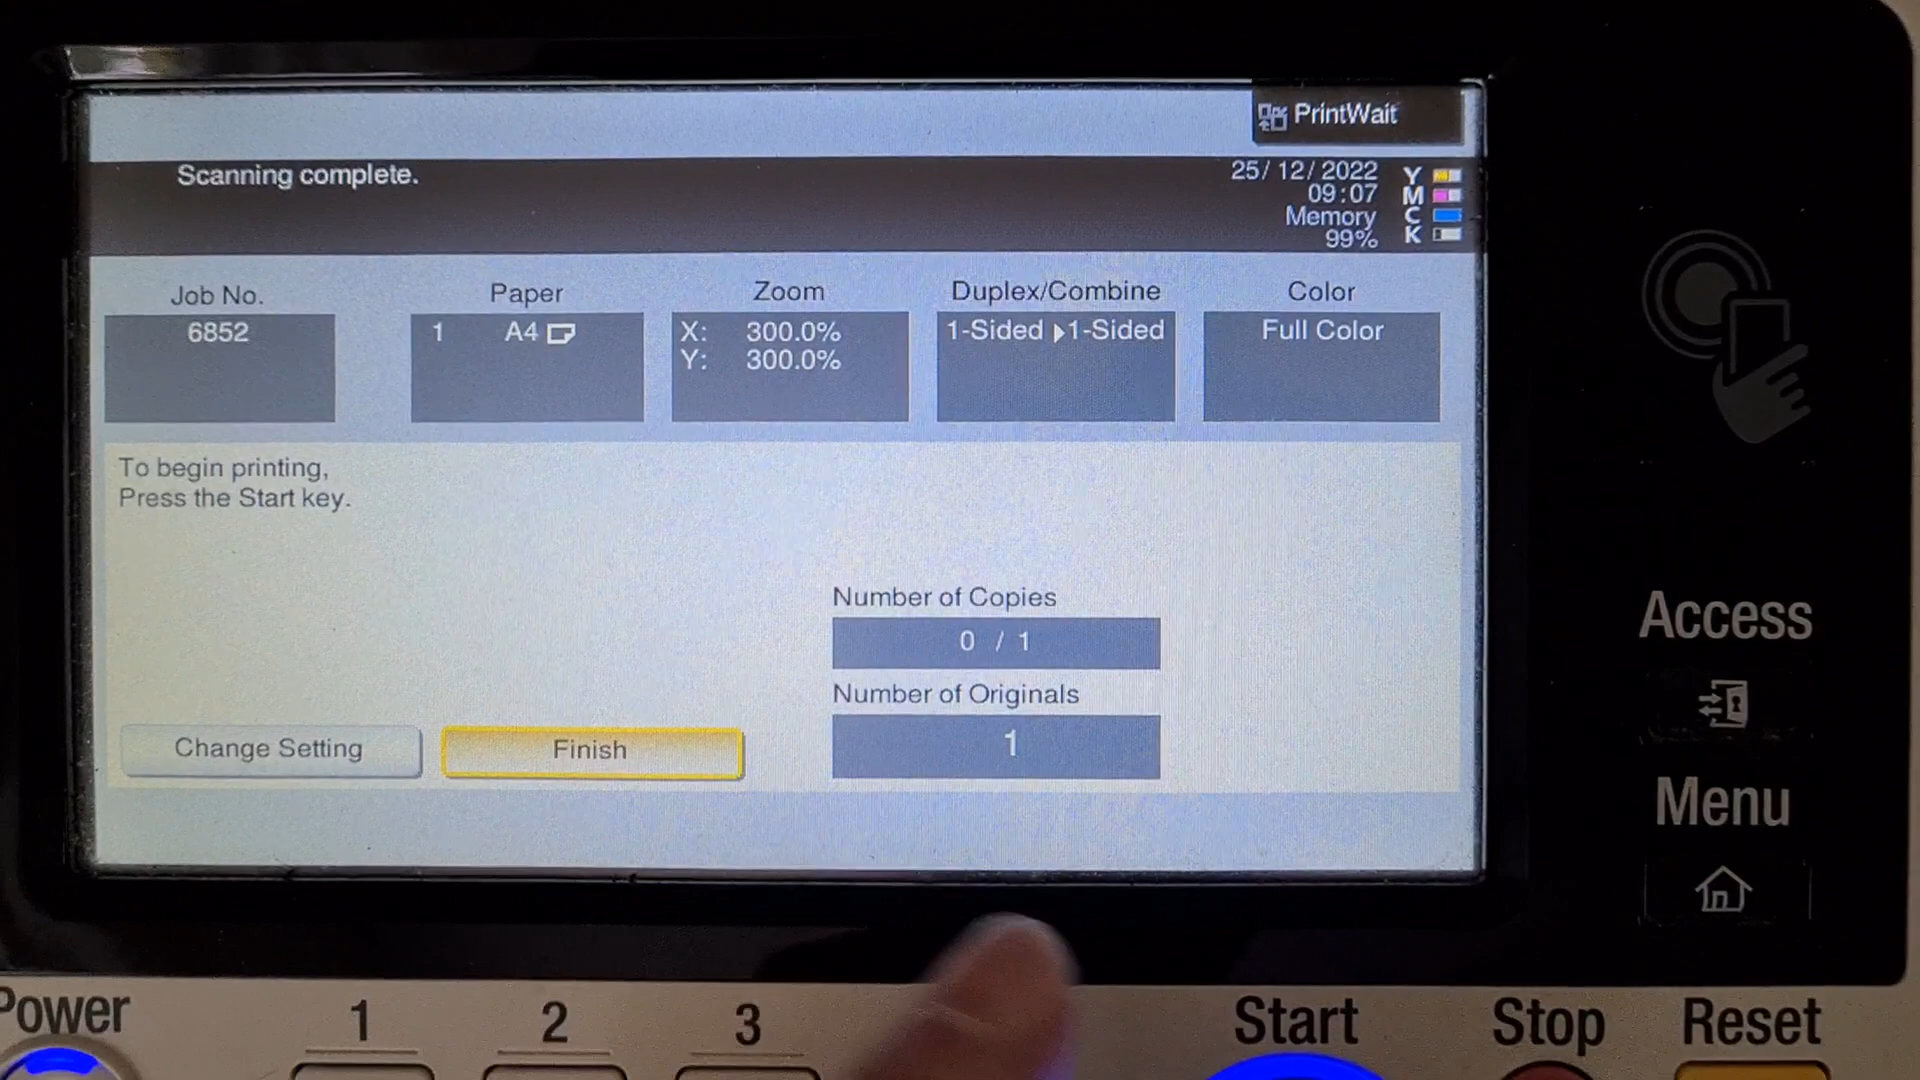 PrintWait
Scanning complete.
25/12/2022
09:07
Memory
99%
Y
M
C
K
Job No.
6852
Paper
1 A4
Zoom
X: 300.0%
Y: 300.0%
Duplex/Combine
1-Sided ▶1-Sided
Color
Full Color
To begin printing,
Press the Start key.
Number of Copies
0 / 1
Number of Originals
1
Change Setting
Finish
Access
Menu
Power
1
2
3
Start
Stop
Reset